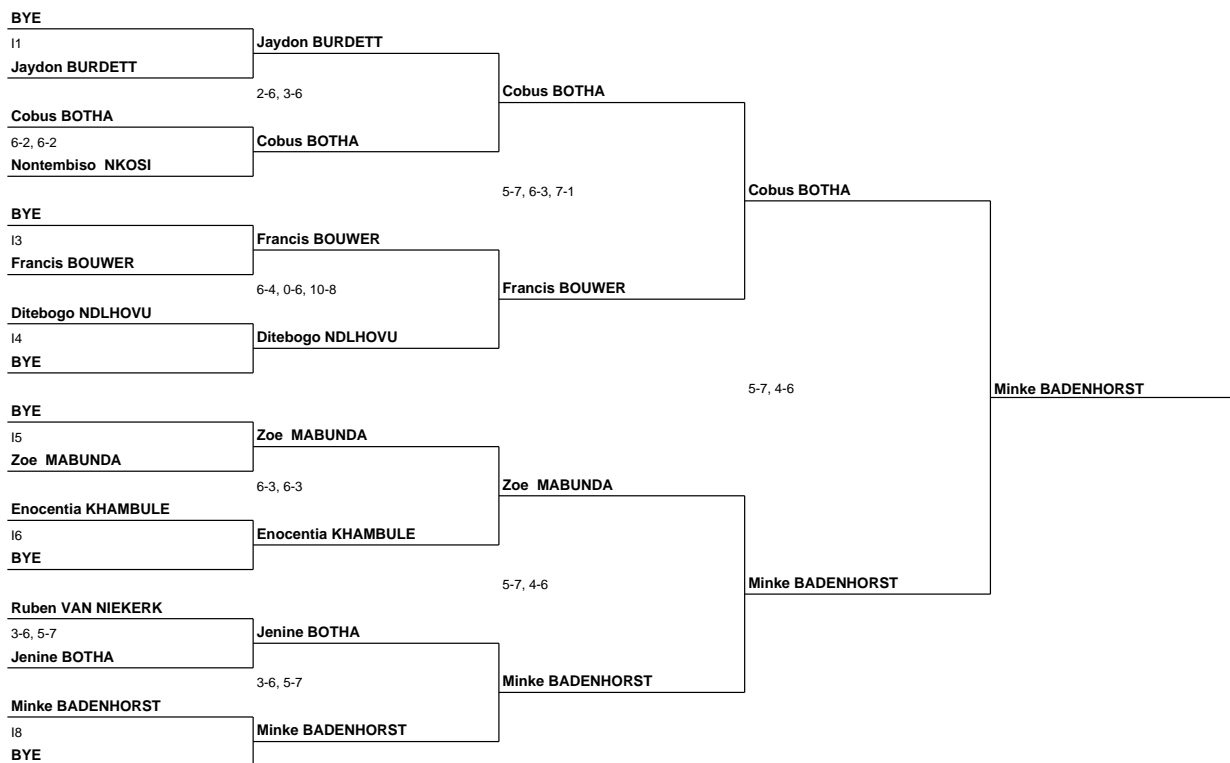 BYE
I1
Jaydon BURDETT
Jaydon BURDETT
2-6, 3-6
Cobus BOTHA
Cobus BOTHA
6-2, 6-2
Cobus BOTHA
Nontembiso NKOSI
5-7, 6-3, 7-1
Cobus BOTHA
BYE
I3
Francis BOUWER
Francis BOUWER
6-4, 0-6, 10-8
Francis BOUWER
Ditebogo NDLHOVU
I4
Ditebogo NDLHOVU
BYE
5-7, 4-6
Minke BADENHORST
BYE
I5
Zoe MABUNDA
Zoe MABUNDA
6-3, 6-3
Zoe MABUNDA
Enocentia KHAMBULE
I6
Enocentia KHAMBULE
BYE
5-7, 4-6
Minke BADENHORST
Ruben VAN NIEKERK
3-6, 5-7
Jenine BOTHA
Jenine BOTHA
3-6, 5-7
Minke BADENHORST
Minke BADENHORST
I8
Minke BADENHORST
BYE